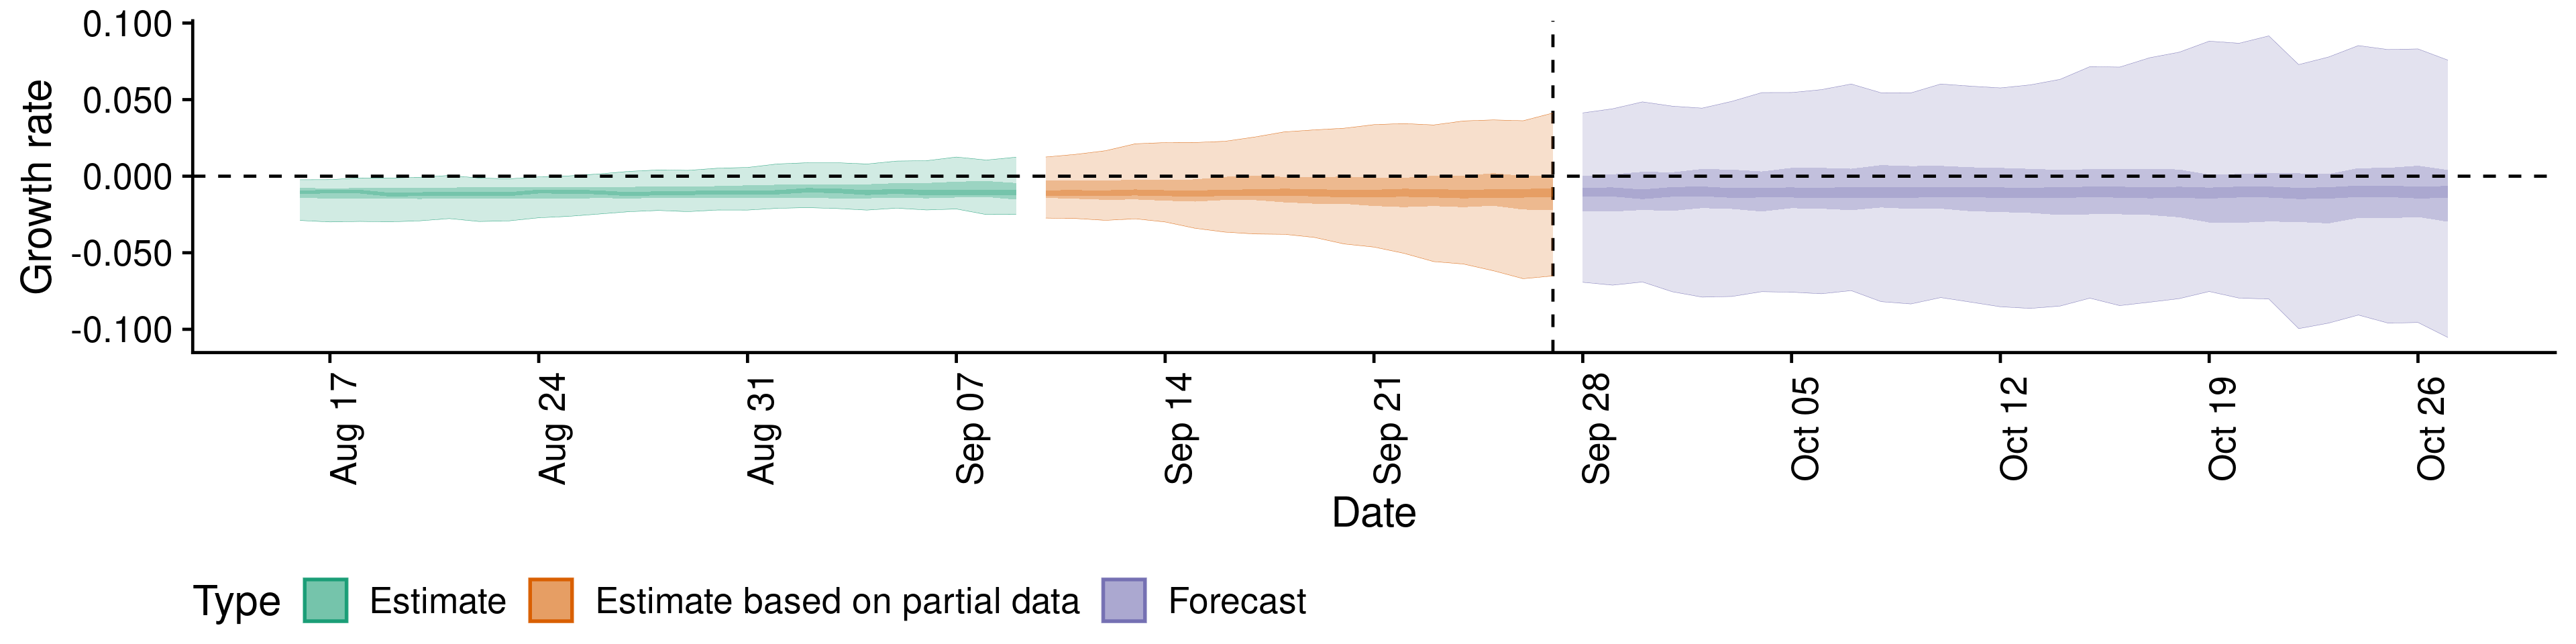 Growth rate
0.100
0.050
0.000
-0.050
-0.100
Aug 17
Aug 24
Aug 31
Sep 07
Sep 14
Sep 21
Sep 28
Oct 05
Oct 12
Oct 19
Oct 26
Date
Type Estimate Estimate based on partial data Forecast